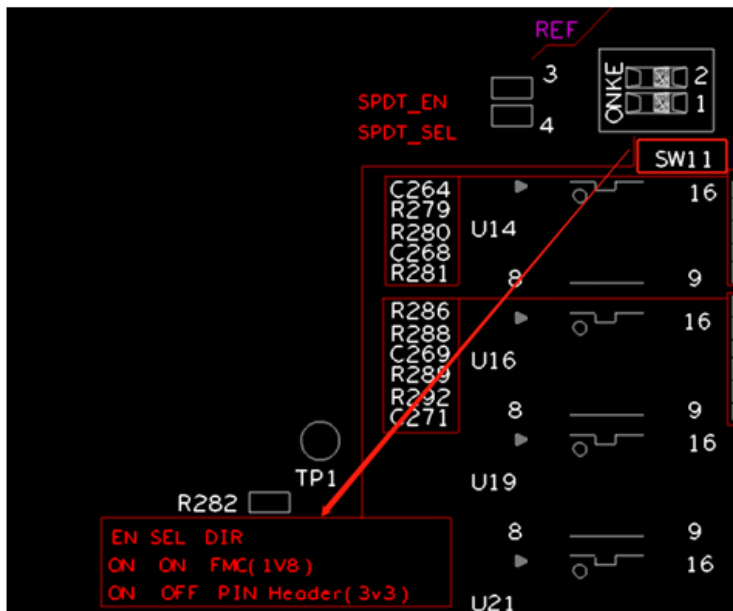 REF
3
SPDT_EN
SPDT_SEL
4
ONKE
2
1
SW11
C264
R279
R280
C268
R281
U14
16
8
9
R286
R288
C269
R289
R292
C271
U16
16
8
9
TP1
U19
16
8
9
R282
U21
16
EN SEL DIR
ON ON FMC(1V8)
ON OFF PIN Header(3v3)